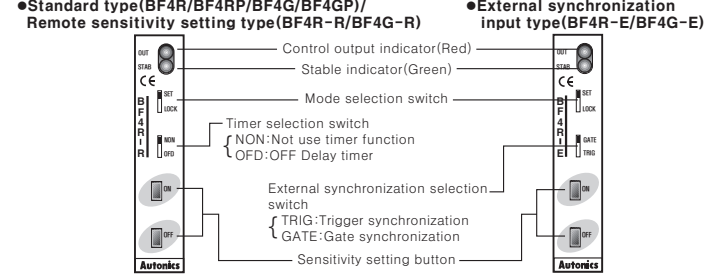 ●Standard type(BF4R/BF4RP/BF4G/BF4GP)/
Remote sensitivity setting type(BF4R-R/BF4G-R)
●External synchronization
input type(BF4R-E/BF4G-E)
OUT
STAB
CE
SET
LOCK
BF4RI-R
NON
OFD
ON
OFF
Autonics
Control output indicator(Red)
Stable indicator(Green)
Mode selection switch
Timer selection switch
NON:Not use timer function
OFD:OFF Delay timer
External synchronization selection
switch
TRIG:Trigger synchronization
GATE:Gate synchronization
Sensitivity setting button
OUT
STAB
CE
SET
LOCK
BF4RI-E
GATE
TRIG
ON
OFF
Autonics